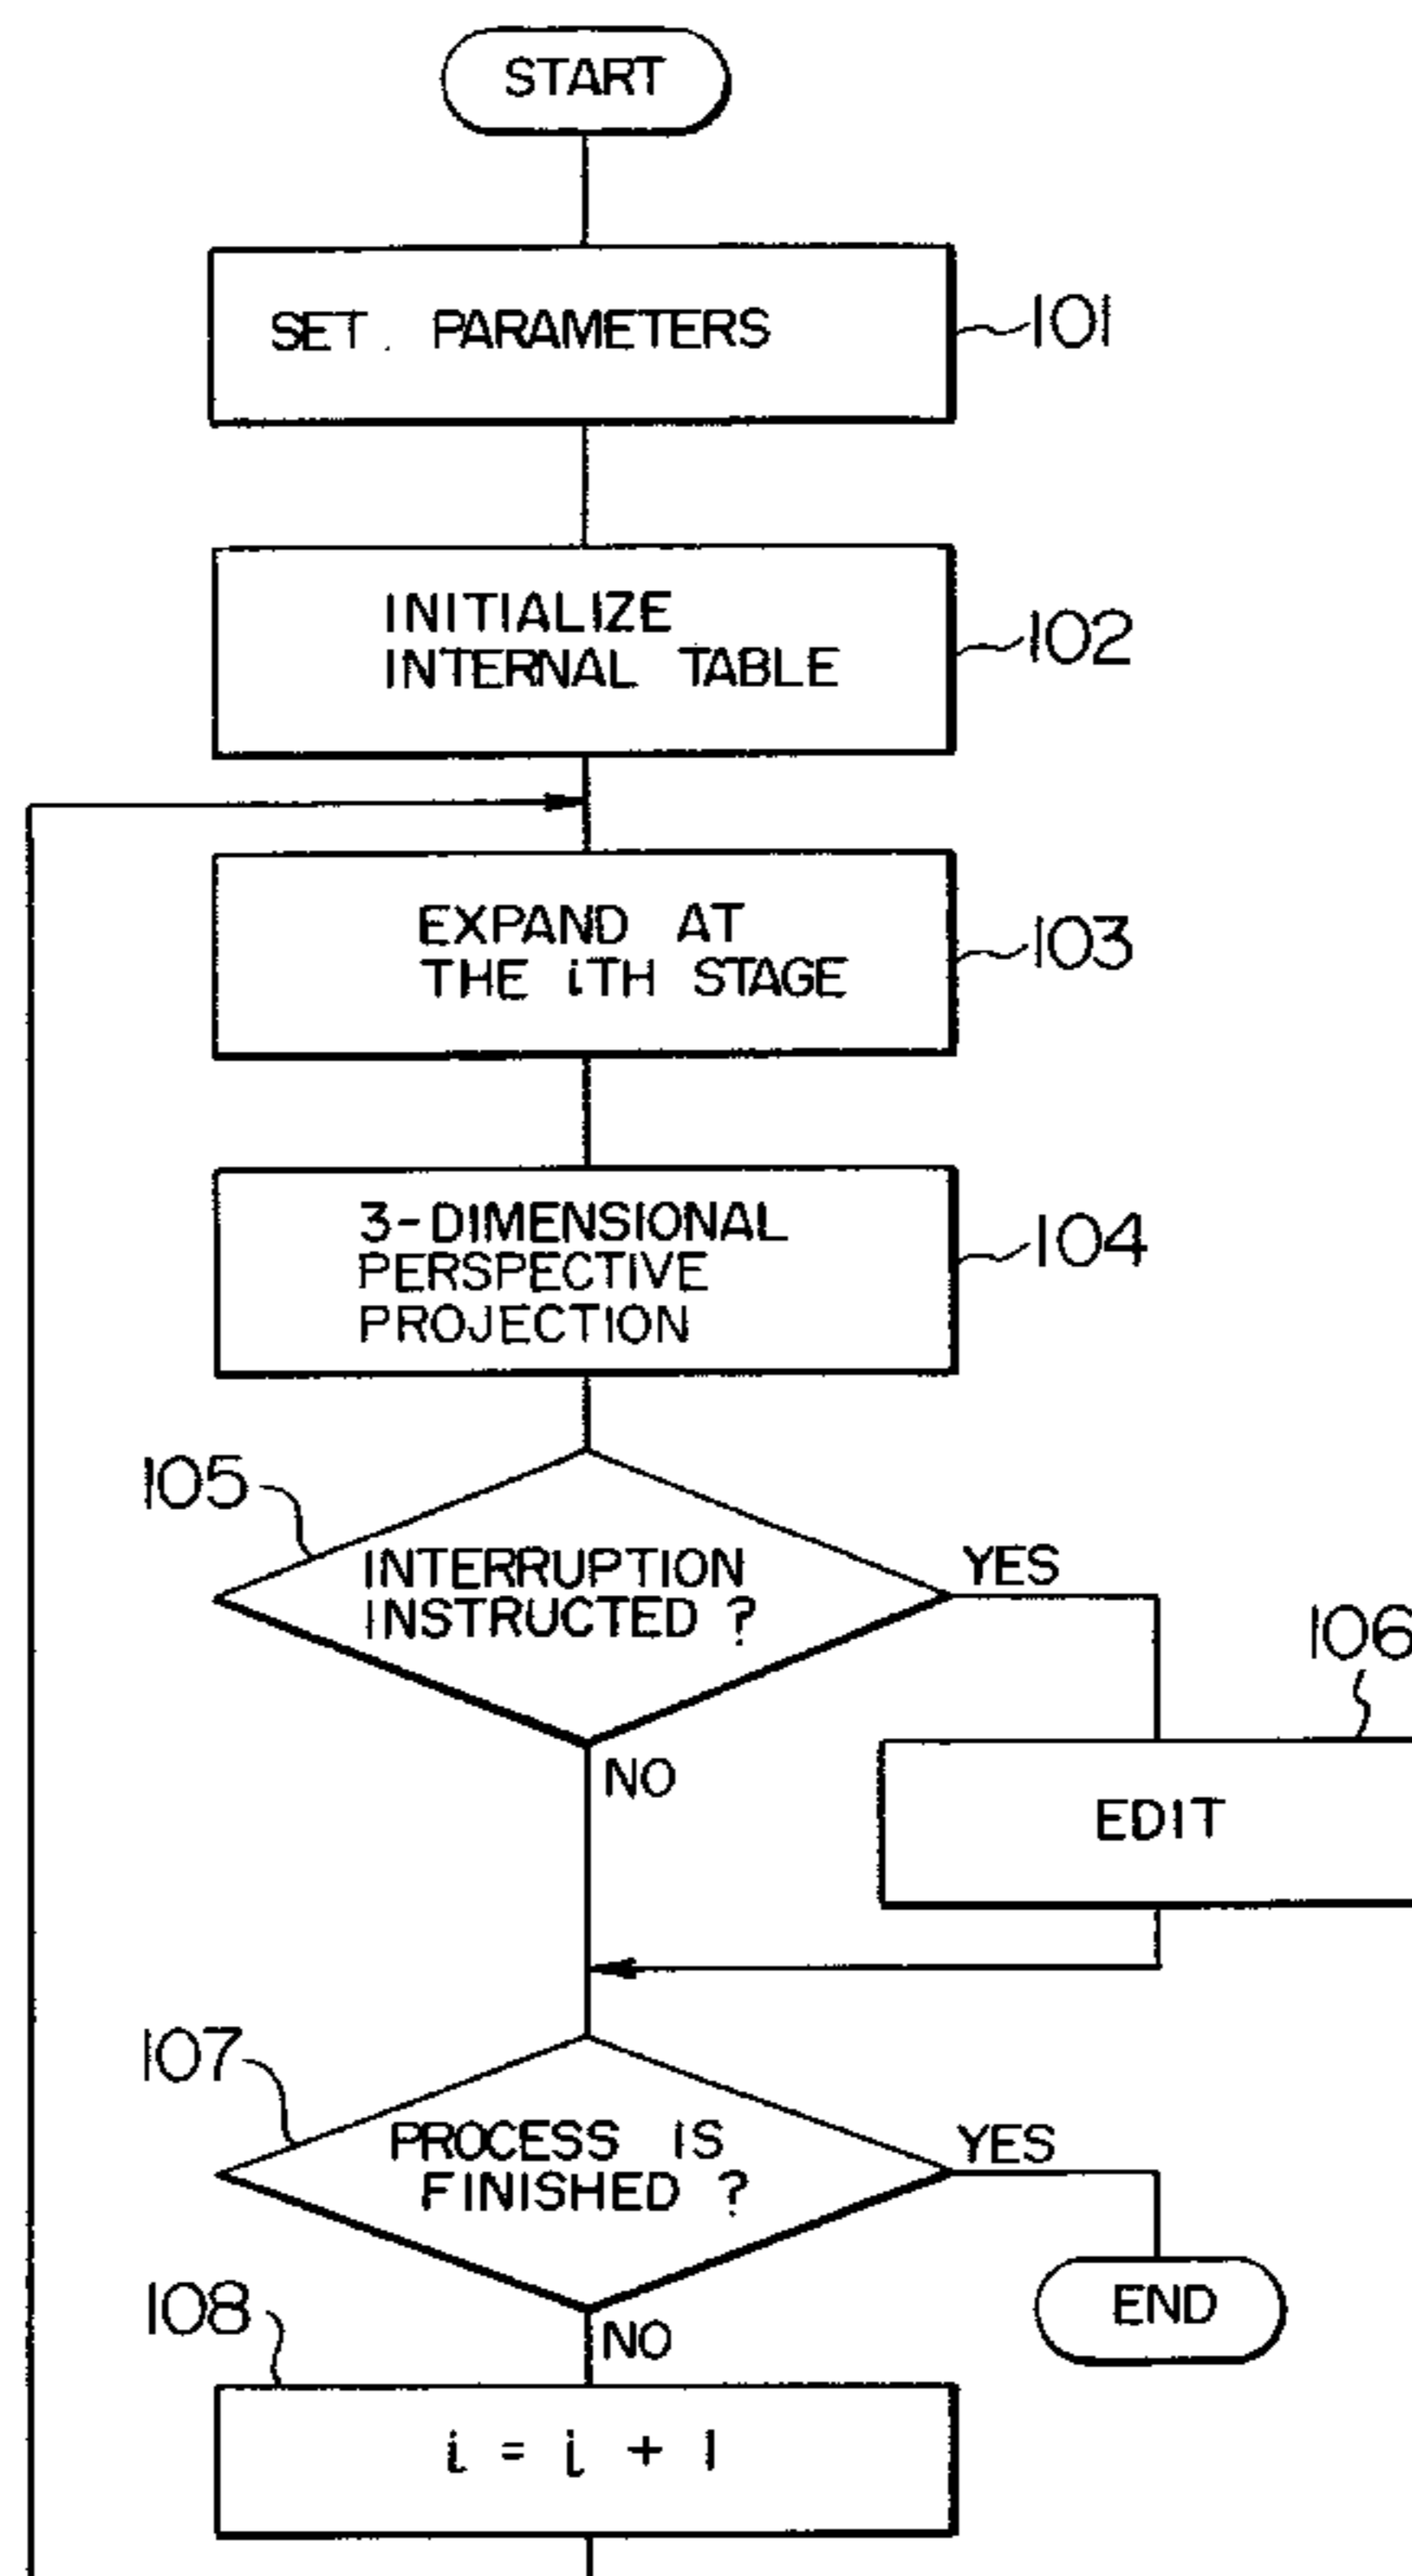 START
SET. PARAMETERS
101
INITIALIZE
INTERNAL TABLE
102
EXPAND AT
THE iTH STAGE
103
3-DIMENSIONAL
PERSPECTIVE
PROJECTION
104
105
INTERRUPTION
INSTRUCTED ?
YES
106
NO
EDIT
107
PROCESS IS
FINISHED ?
YES
108
NO
END
i = i + 1